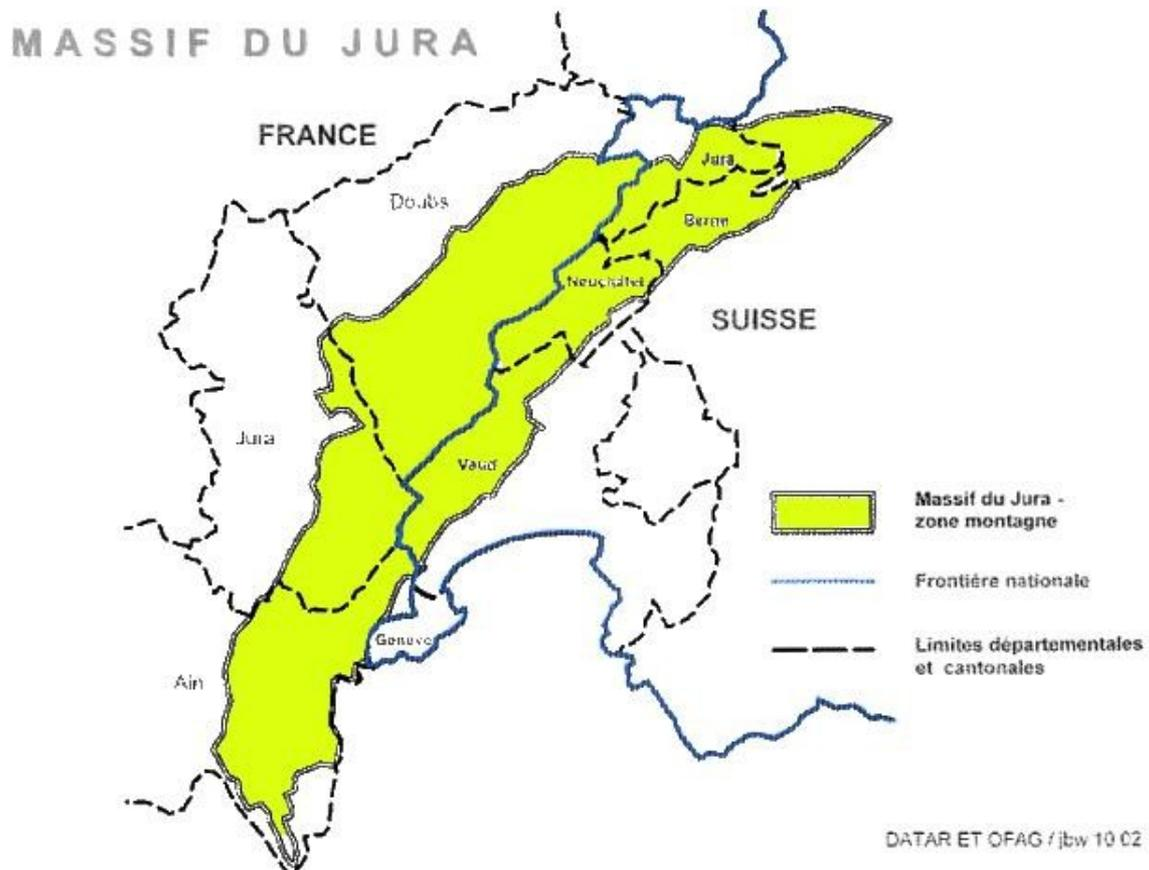 MASSIF DU JURA
FRANCE
Doubs
Jura
Berne
Neuchâtel
SUISSE
Jura
Vaud
Massif du Jura -
zone montagne
Frontière nationale
Genève
Limites départementales
et cantonales
Ain
DATAR ET OFAG / jbw 10 02